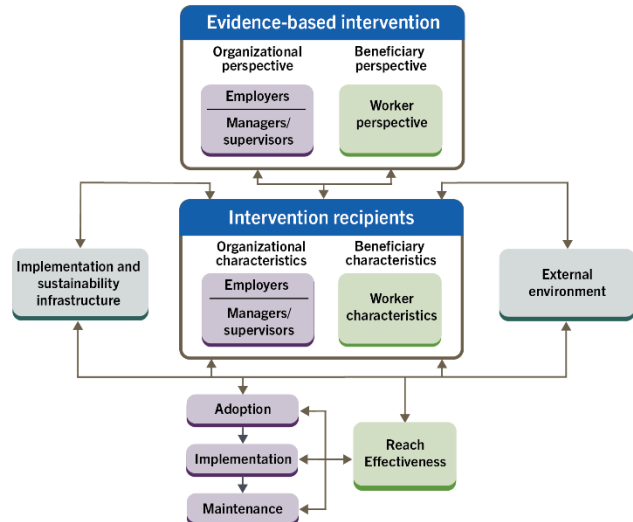 Evidence-based intervention
Organizational
perspective
Beneficiary
perspective
Employers
Managers/
supervisors
Worker
perspective
Intervention recipients
Organizational
characteristics
Beneficiary
characteristics
Employers
Managers/
supervisors
Worker
characteristics
Implementation and
sustainability
infrastructure
External
environment
Adoption
Implementation
Maintenance
Reach
Effectiveness